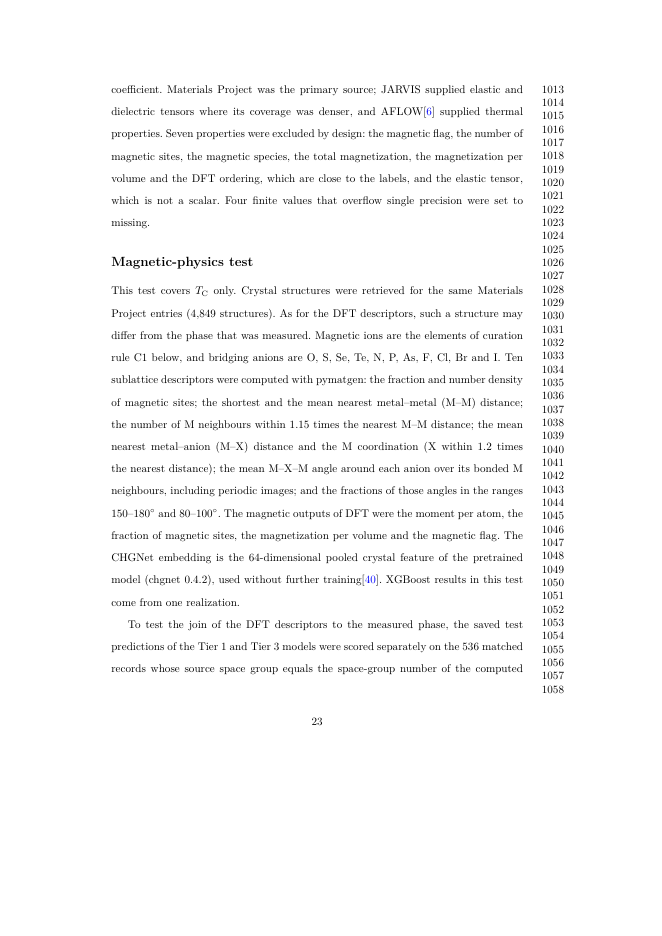 coefficient. Materials Project was the primary source; JARVIS supplied elastic and
dielectric tensors where its coverage was denser, and AFLOW[6] supplied thermal
properties. Seven properties were excluded by design: the magnetic flag, the number of
magnetic sites, the magnetic species, the total magnetization, the magnetization per
volume and the DFT ordering, which are close to the labels, and the elastic tensor,
which is not a scalar. Four finite values that overflow single precision were set to
missing.
Magnetic-physics test
This test covers T_C only. Crystal structures were retrieved for the same Materials
Project entries (4,849 structures). As for the DFT descriptors, such a structure may
differ from the phase that was measured. Magnetic ions are the elements of curation
rule C1 below, and bridging anions are O, S, Se, Te, N, P, As, F, Cl, Br and I. Ten
sublattice descriptors were computed with pymatgen: the fraction and number density
of magnetic sites; the shortest and the mean nearest metal–metal (M–M) distance;
the number of M neighbours within 1.15 times the nearest M–M distance; the mean
nearest metal–anion (M–X) distance and the M coordination (X within 1.2 times
the nearest distance); the mean M–X–M angle around each anion over its bonded M
neighbours, including periodic images; and the fractions of those angles in the ranges
150–180° and 80–100°. The magnetic outputs of DFT were the moment per atom, the
fraction of magnetic sites, the magnetization per volume and the magnetic flag. The
CHGNet embedding is the 64-dimensional pooled crystal feature of the pretrained
model (chgnet 0.4.2), used without further training[40]. XGBoost results in this test
come from one realization.
To test the join of the DFT descriptors to the measured phase, the saved test
predictions of the Tier 1 and Tier 3 models were scored separately on the 536 matched
records whose source space group equals the space-group number of the computed
23
1013
1014
1015
1016
1017
1018
1019
1020
1021
1022
1023
1024
1025
1026
1027
1028
1029
1030
1031
1032
1033
1034
1035
1036
1037
1038
1039
1040
1041
1042
1043
1044
1045
1046
1047
1048
1049
1050
1051
1052
1053
1054
1055
1056
1057
1058